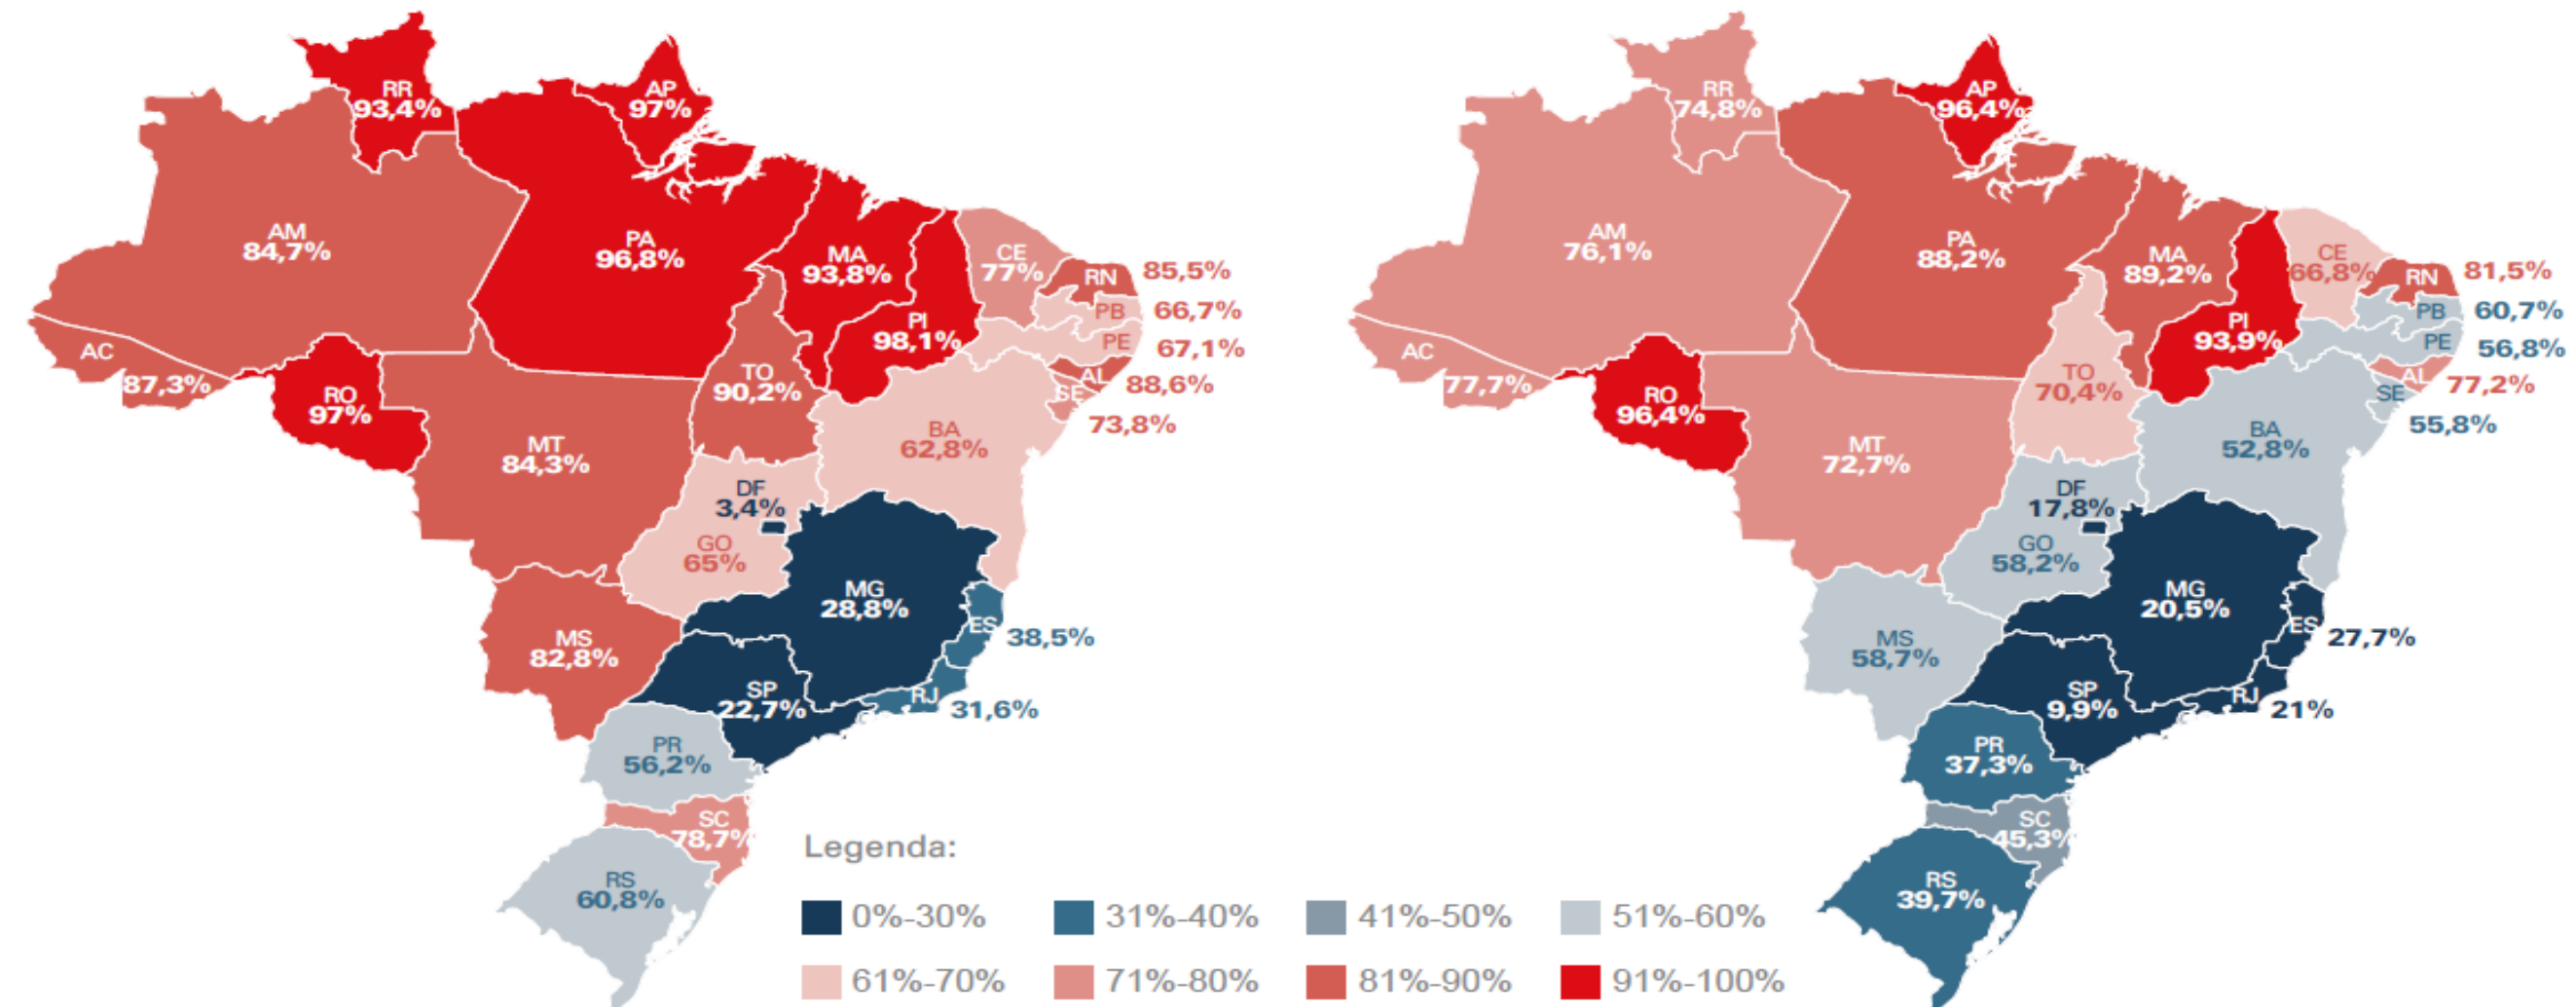 RR
93,4%
AP
97%
AM
84,7%
PA
96,8%
MA
93,8%
CE
77%
RN
85,5%
PB
66,7%
PI
98,1%
PE
67,1%
AC
87,3%
TO
90,2%
AL
88,6%
SE
73,8%
RO
97%
MT
84,3%
BA
62,8%
DF
3,4%
GO
65%
MG
28,8%
ES
38,5%
MS
82,8%
SP
22,7%
RJ
31,6%
PR
56,2%
SC
78,7%
RS
60,8%
RR
74,8%
AP
96,4%
AM
76,1%
PA
88,2%
MA
89,2%
CE
66,8%
RN
81,5%
PB
60,7%
PI
93,9%
PE
56,8%
AC
77,7%
TO
70,4%
AL
77,2%
SE
55,8%
RO
96,4%
MT
72,7%
BA
52,8%
DF
17,8%
GO
58,2%
MG
20,5%
ES
27,7%
MS
58,7%
SP
9,9%
RJ
21%
PR
37,3%
SC
45,3%
RS
39,7%
Legenda:
0%-30%
31%-40%
41%-50%
51%-60%
61%-70%
71%-80%
81%-90%
91%-100%